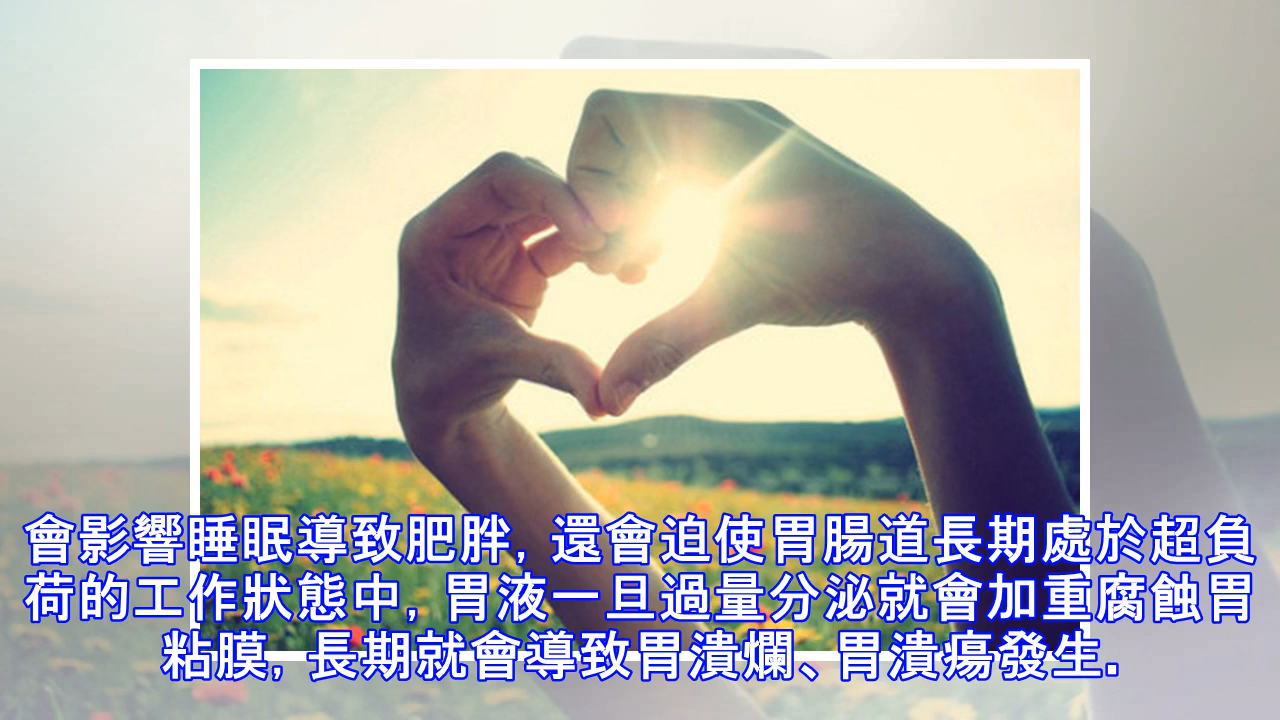 會影響睡眠導致肥胖, 還會迫使胃腸道長期處於超負
荷的工作狀態中, 胃液一旦過量分泌就會加重腐蝕胃
粘膜, 長期就會導致胃潰爛、胃潰瘍發生.